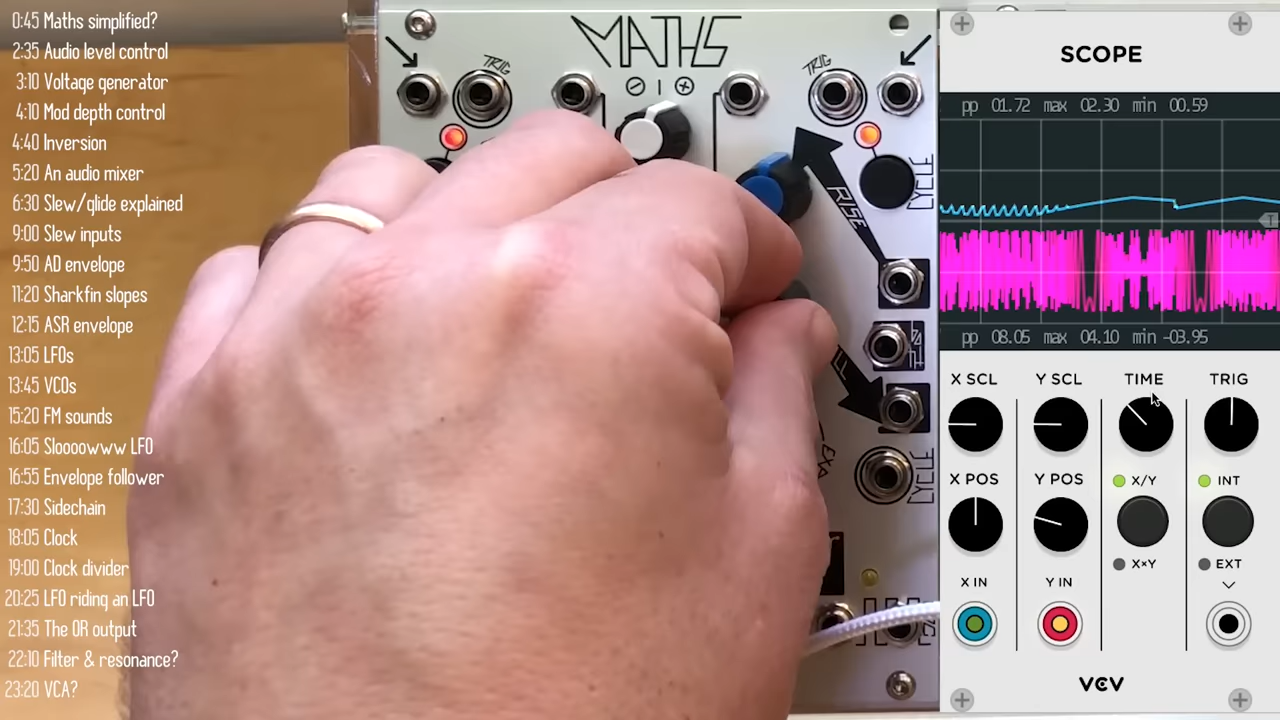 0:45 Maths simplified?
2:35 Audio level control
3:10 Voltage generator
4:10 Mod depth control
4:40 Inversion
5:20 An audio mixer
6:30 Slew/glide explained
9:00 Slew inputs
9:50 AD envelope
11:20 Sharkfin slopes
12:15 ASR envelope
13:05 LFOs
13:45 VCOs
15:20 FM sounds
16:05 Sloooowww LFO
16:55 Envelope follower
17:30 Sidechain
18:05 Clock
19:00 Clock divider
20:25 LFO riding an LFO
21:35 The OR output
22:10 Filter & resonance?
23:20 VCA?
MATHS
TRIG
TRIG
CYCLE
RISE
CYCLE
SCOPE
pp 01.72 max 02.30 min 00.59
T
pp 08.05 max 04.10 min -03.95
X SCL Y SCL TIME TRIG
X POS Y POS X/Y INT
X×Y EXT
X IN Y IN
VCV